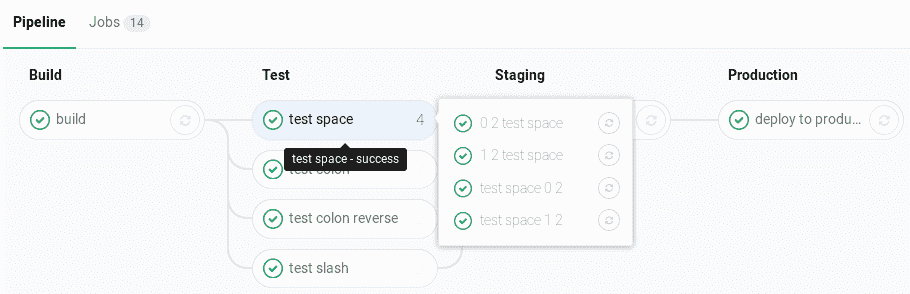 Pipeline Jobs 14
Build Test Staging Production
build
test space 4
test space - success
test colon
test colon reverse
test slash
0 2 test space
1 2 test space
test space 0 2
test space 1 2
deploy to produ...